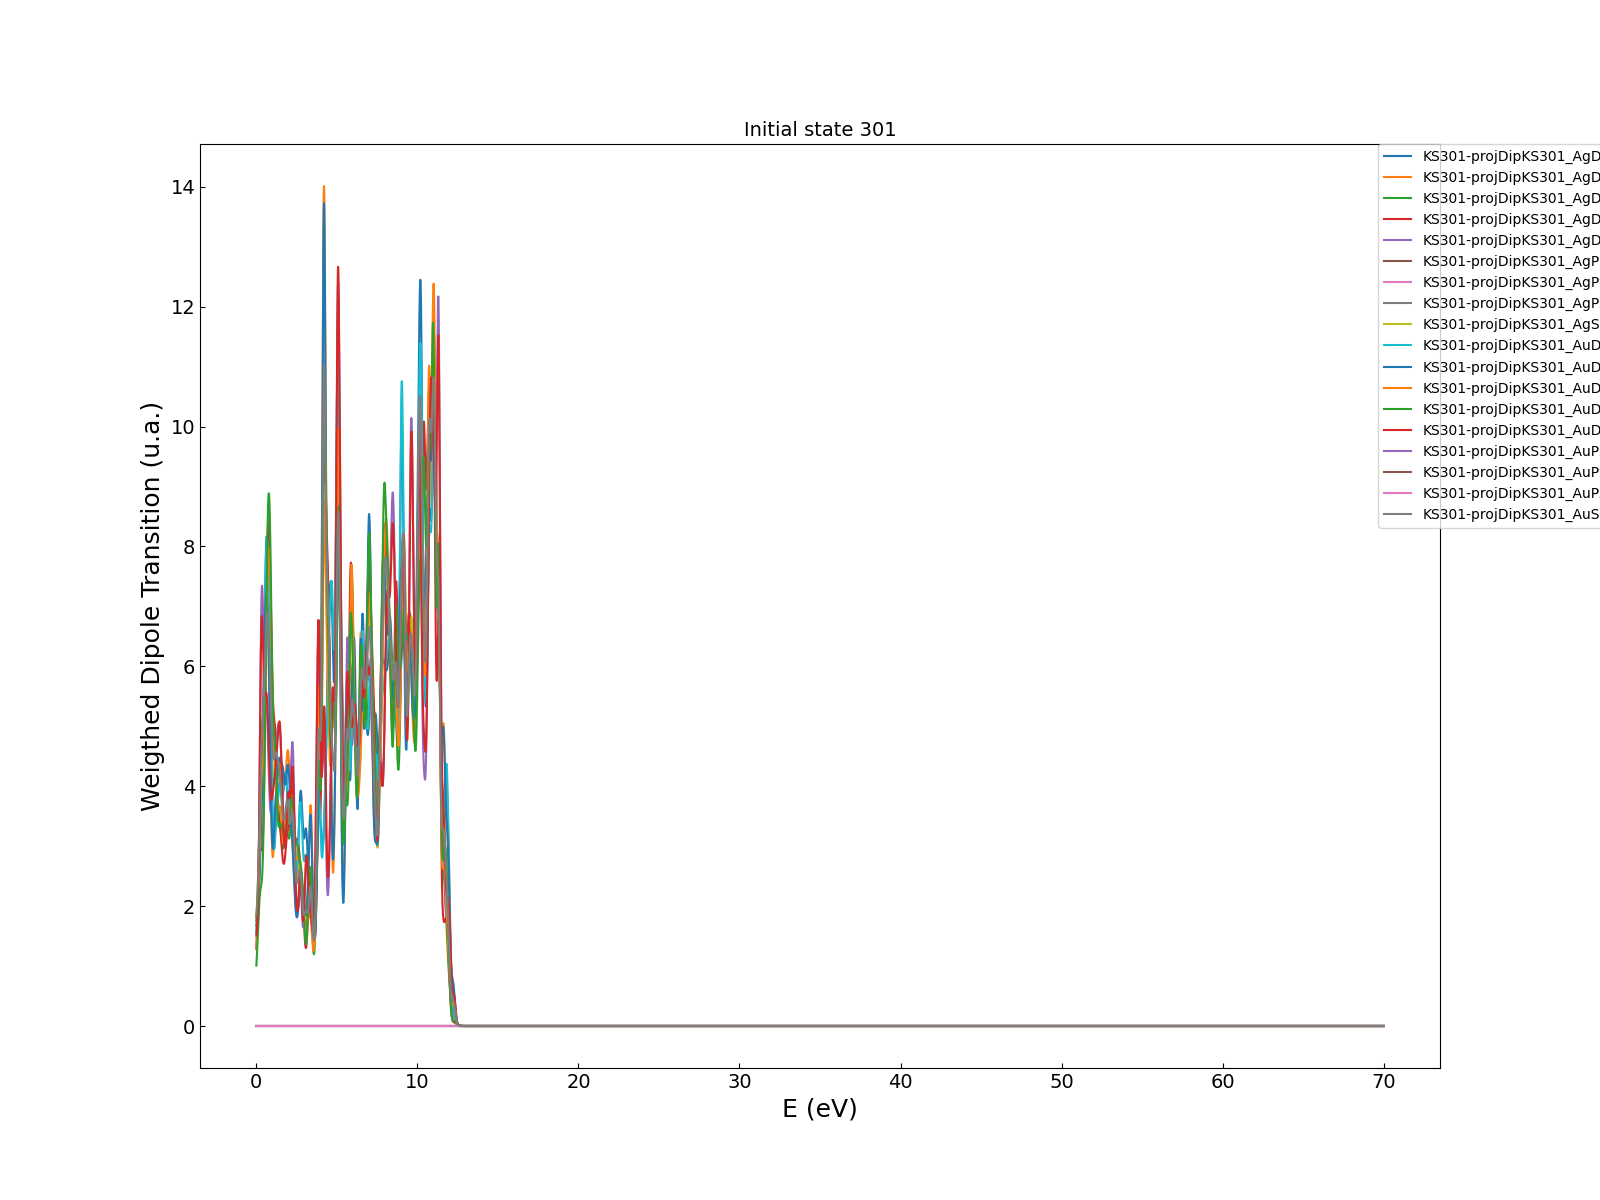 Initial state 301
Weigthed Dipole Transition (u.a.)
14
12
10
8
6
4
2
0
0 10 20 30 40 50 60 70
E (eV)
KS301-projDipKS301_AgD
KS301-projDipKS301_AgD
KS301-projDipKS301_AgD
KS301-projDipKS301_AgD
KS301-projDipKS301_AgD
KS301-projDipKS301_AgP
KS301-projDipKS301_AgP
KS301-projDipKS301_AgP
KS301-projDipKS301_AgS
KS301-projDipKS301_AuD
KS301-projDipKS301_AuD
KS301-projDipKS301_AuD
KS301-projDipKS301_AuD
KS301-projDipKS301_AuD
KS301-projDipKS301_AuP
KS301-projDipKS301_AuP
KS301-projDipKS301_AuP
KS301-projDipKS301_AuS